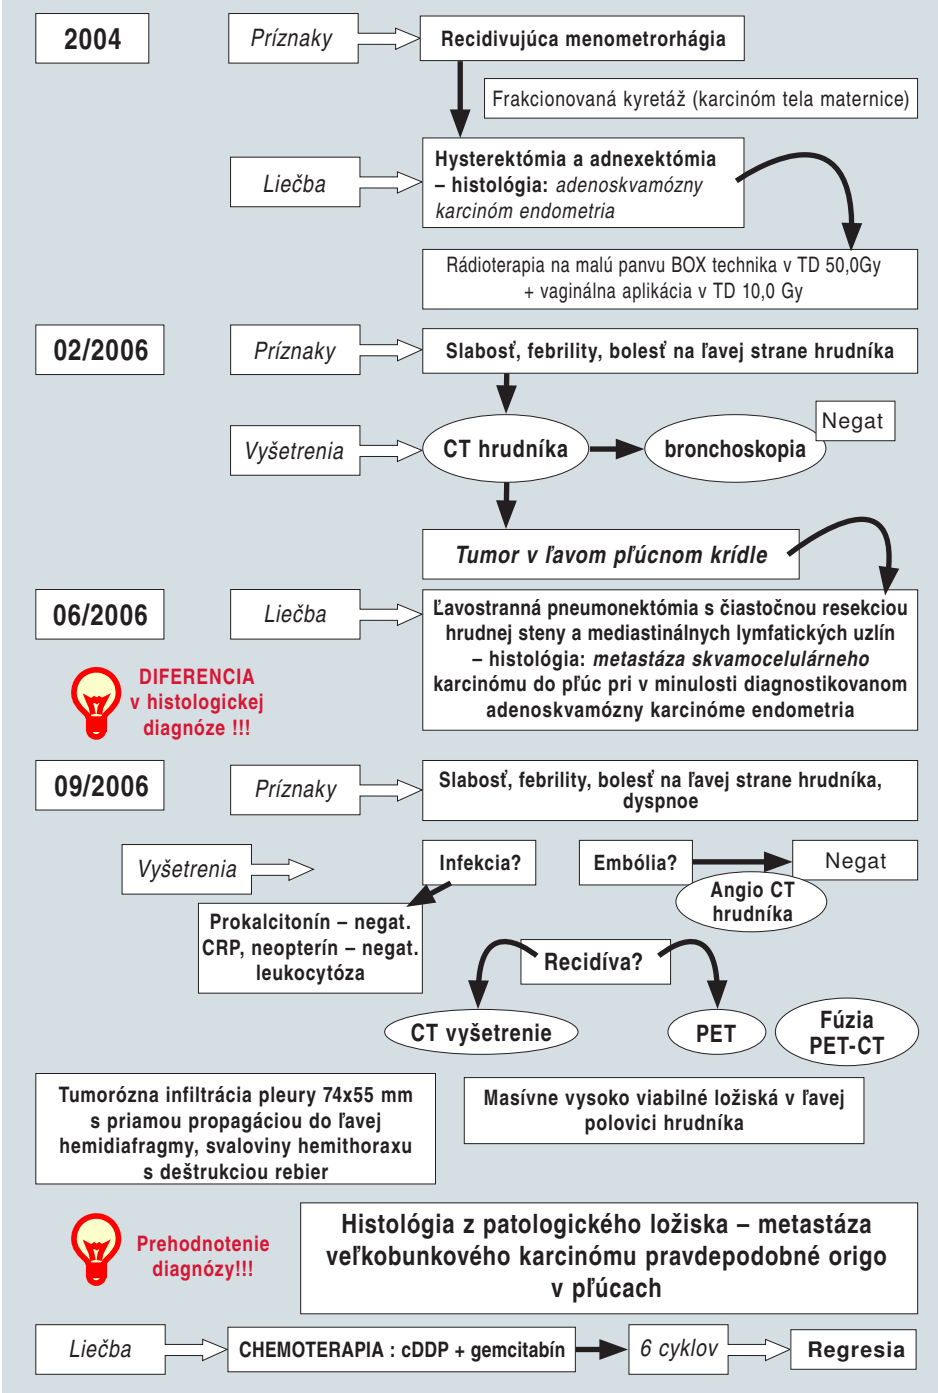 2004
Príznaky
Recidivujúca menometrorhágia
Frakcionovaná kyretáž (karcinóm tela maternice)
Liečba
Hysterektómia a adnexektómia
– histológia: adenoskvamózny
karcinóm endometria
Rádioterapia na malú panvu BOX technika v TD 50,0Gy
+ vaginálna aplikácia v TD 10,0 Gy
02/2006
Príznaky
Slabosť, febrility, bolesť na ľavej strane hrudníka
Vyšetrenia
CT hrudníka
bronchoskopia
Negat
Tumor v ľavom pľúcnom krídle
06/2006
Liečba
Ľavostranná pneumonektómia s čiastočnou resekciou
hrudnej steny a mediastinálnych lymfatických uzlín
– histológia: metastáza skvamocelulárneho
karcinómu do pľúc pri v minulosti diagnostikovanom
adenoskvamózny karcinóme endometria
DIFERENCIA
v histologickej
diagnóze !!!
09/2006
Príznaky
Slabosť, febrility, bolesť na ľavej strane hrudníka,
dyspnoe
Vyšetrenia
Infekcia?
Prokalcitonín – negat.
CRP, neopterín – negat.
leukocytóza
Embólia?
Negat
Angio CT
hrudníka
Recidíva?
CT vyšetrenie
PET
Fúzia
PET-CT
Tumorózna infiltrácia pleury 74x55 mm
s priamou propagáciou do ľavej
hemidiafragmy, svaloviny hemithoraxu
s deštrukciou rebier
Masívne vysoko viabilné ložiská v ľavej
polovici hrudníka
Prehodnotenie
diagnózy!!!
Histológia z patologického ložiska – metastáza
veľkobunkového karcinómu pravdepodobné origo
v pľúcach
Liečba
CHEMOTERAPIA : cDDP + gemcitabín
6 cyklov
Regresia